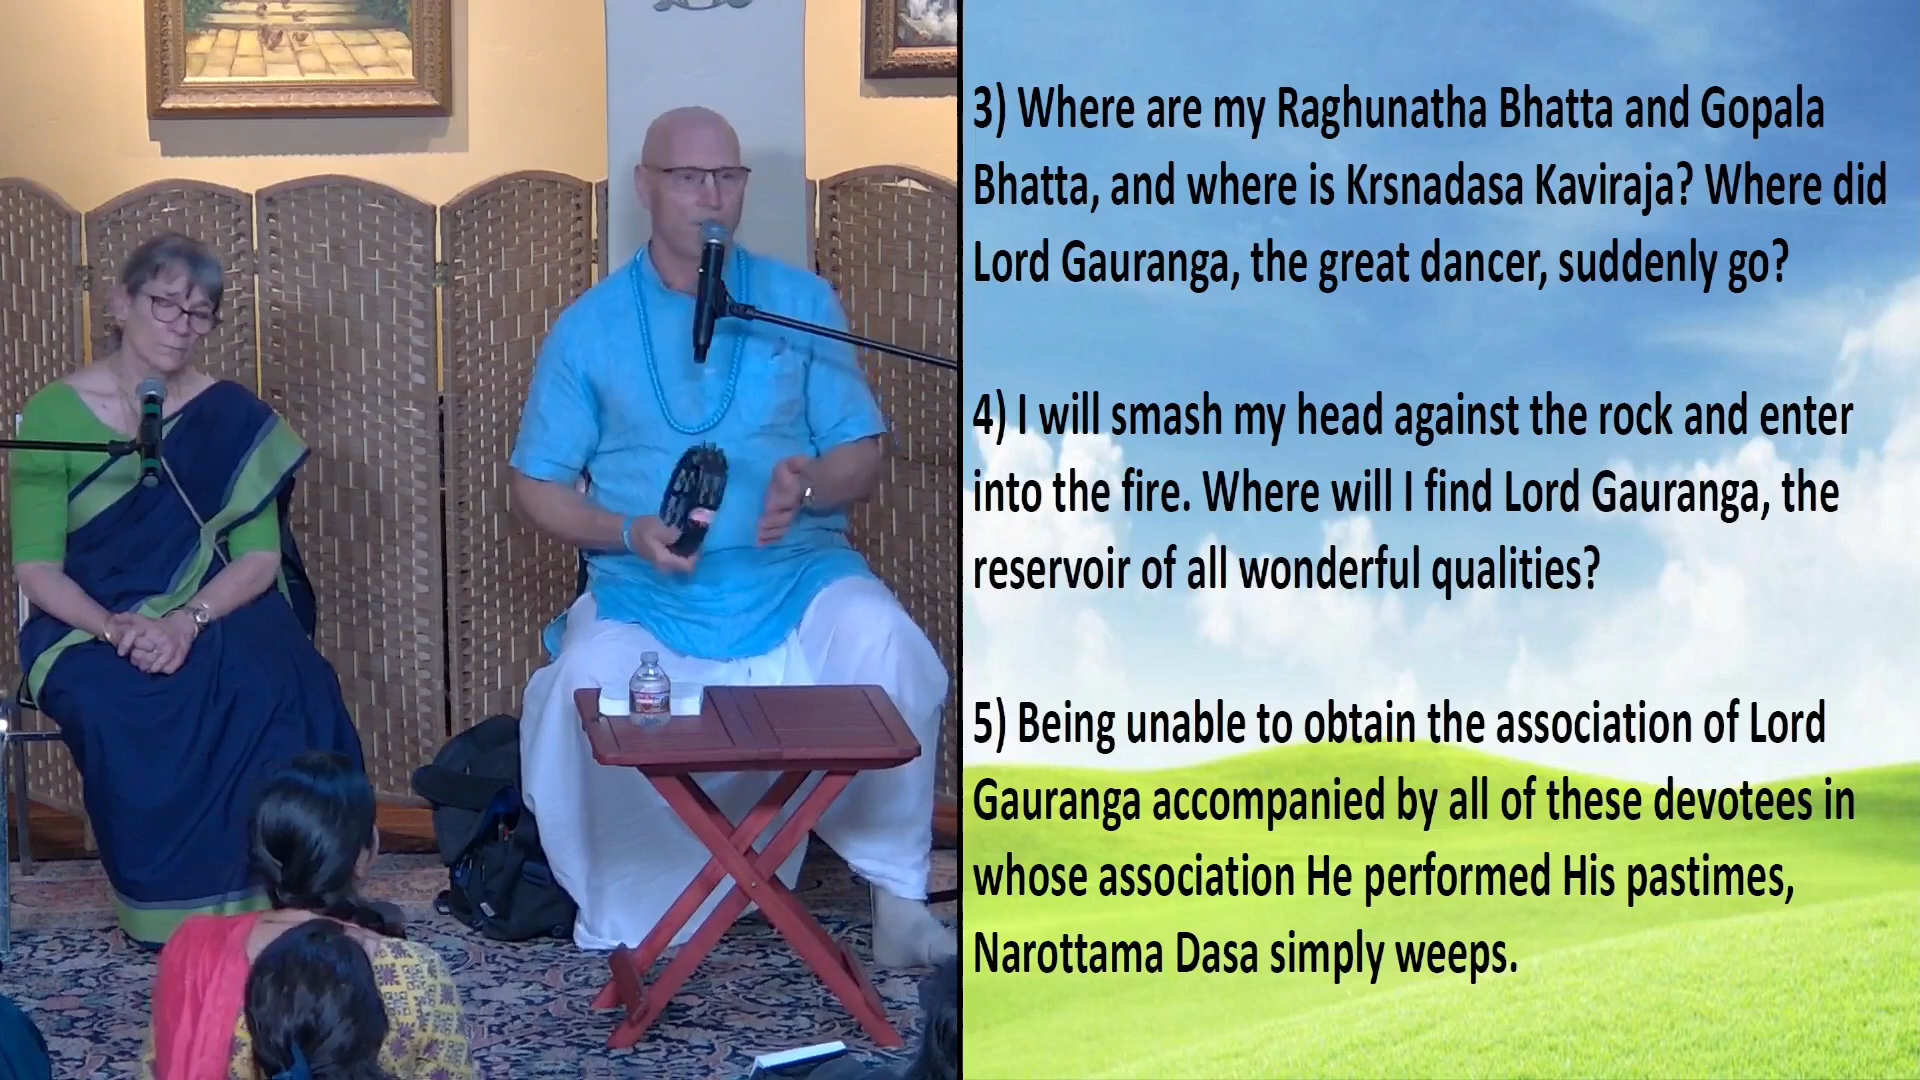 3) Where are my Raghunatha Bhatta and Gopala
Bhatta, and where is Krsnadasa Kaviraja? Where did
Lord Gauranga, the great dancer, suddenly go?
4) I will smash my head against the rock and enter
into the fire. Where will I find Lord Gauranga, the
reservoir of all wonderful qualities?
5) Being unable to obtain the association of Lord
Gauranga accompanied by all of these devotees in
whose association He performed His pastimes,
Narottama Dasa simply weeps.